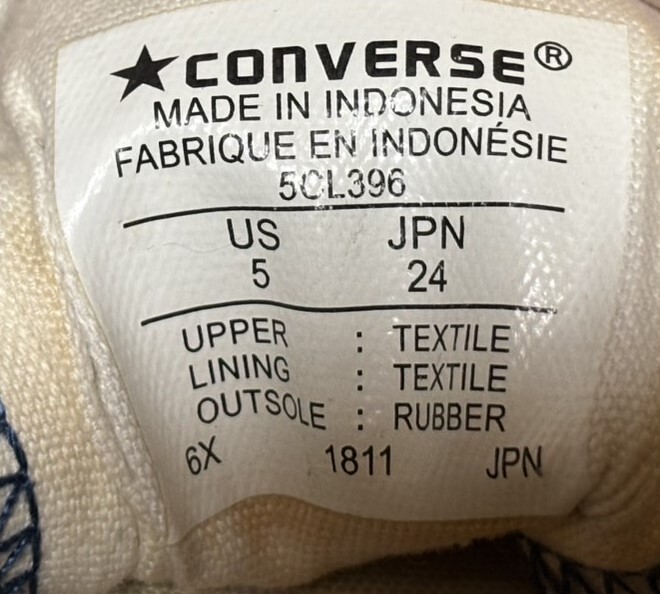 ★CONVERSE®
MADE IN INDONESIA
FABRIQUE EN INDONÉSIE
5CL396
US JPN
5 24
UPPER : TEXTILE
LINING : TEXTILE
OUTSOLE : RUBBER
6X 1811 JPN